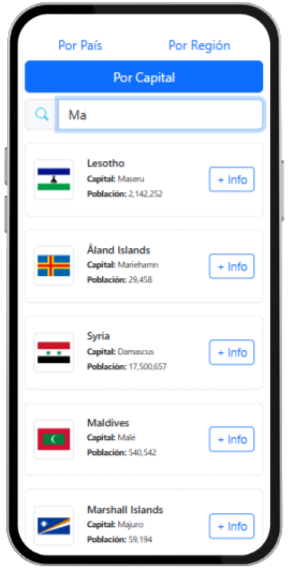 Por País Por Región
Por Capital
Ma
Lesotho
Capital: Maseru
Población: 2,142,252
+ Info
Åland Islands
Capital: Mariehamn
Población: 29,458
+ Info
Syria
Capital: Damascus
Población: 17,500,657
+ Info
Maldives
Capital: Malé
Población: 540,542
+ Info
Marshall Islands
Capital: Majuro
Población: 59,194
+ Info